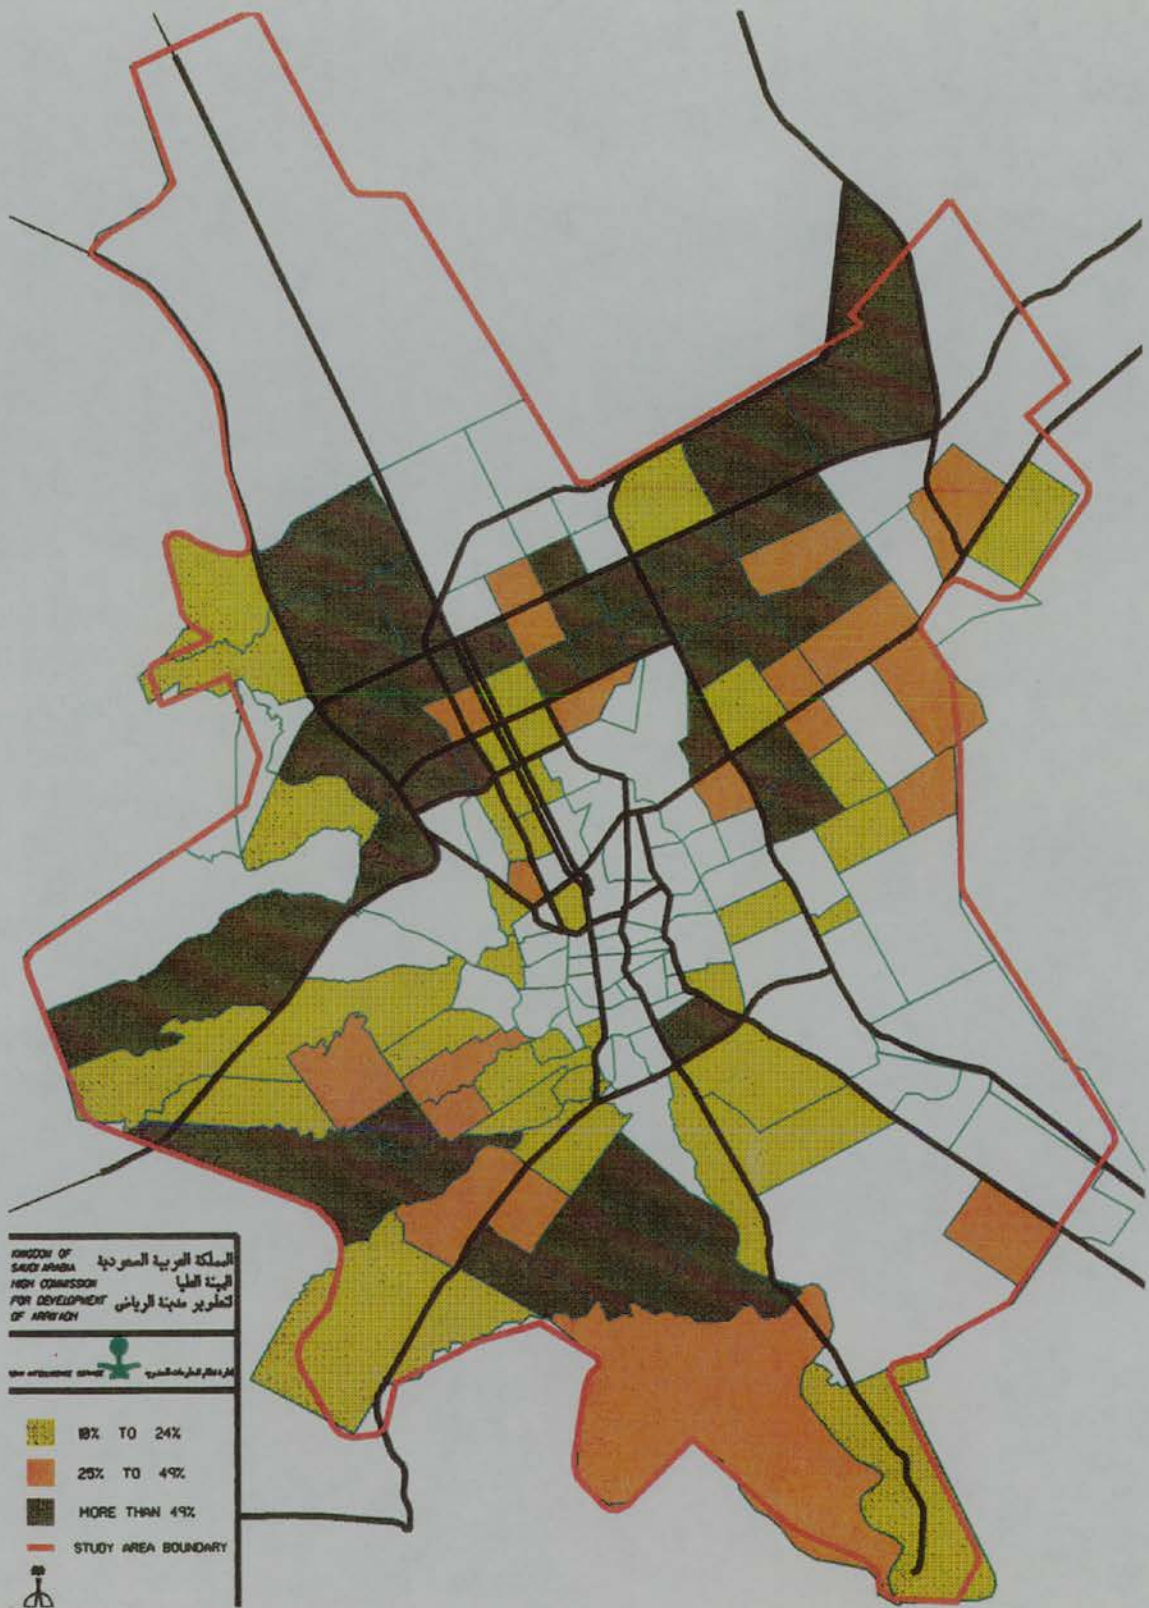 KINGDOM OF
SAUDI ARABIA
HIGH COMMISSION
FOR DEVELOPMENT
OF ARRIYADH
المملكة العربية السعودية
الهيئة العليا
لتطوير مدينة الرياض
10% TO 24%
25% TO 49%
MORE THAN 49%
STUDY AREA BOUNDARY